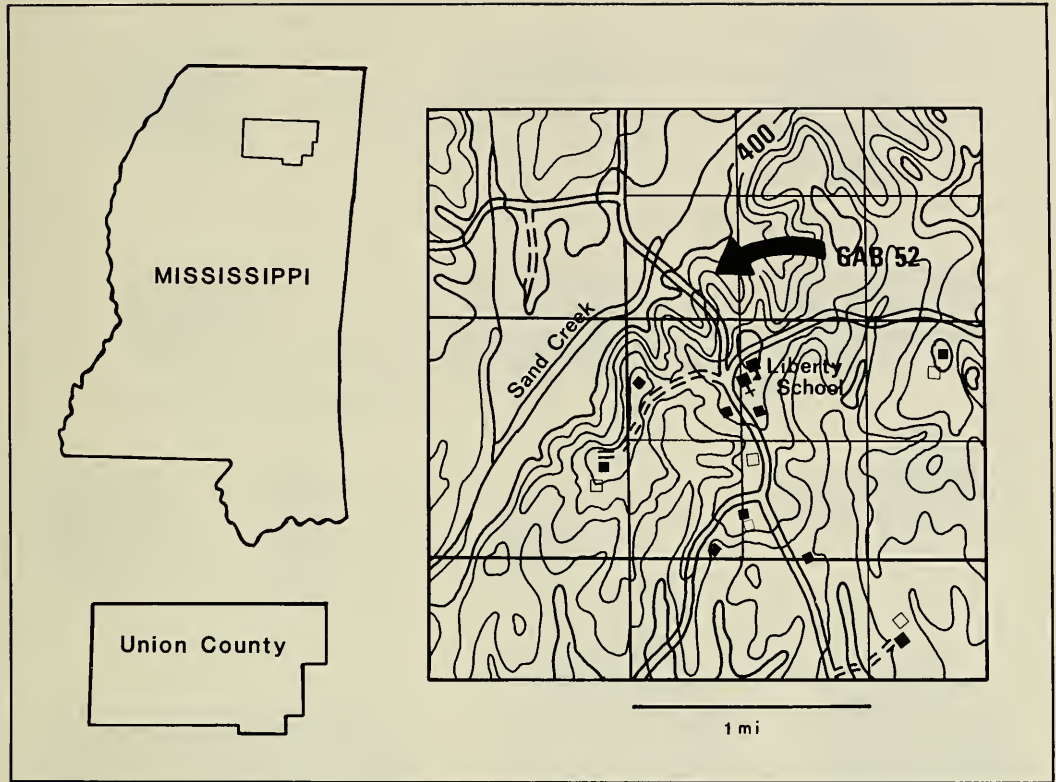 MISSISSIPPI
Union County
400
GAB 52
Sand Creek
Liberty
School
1 mi